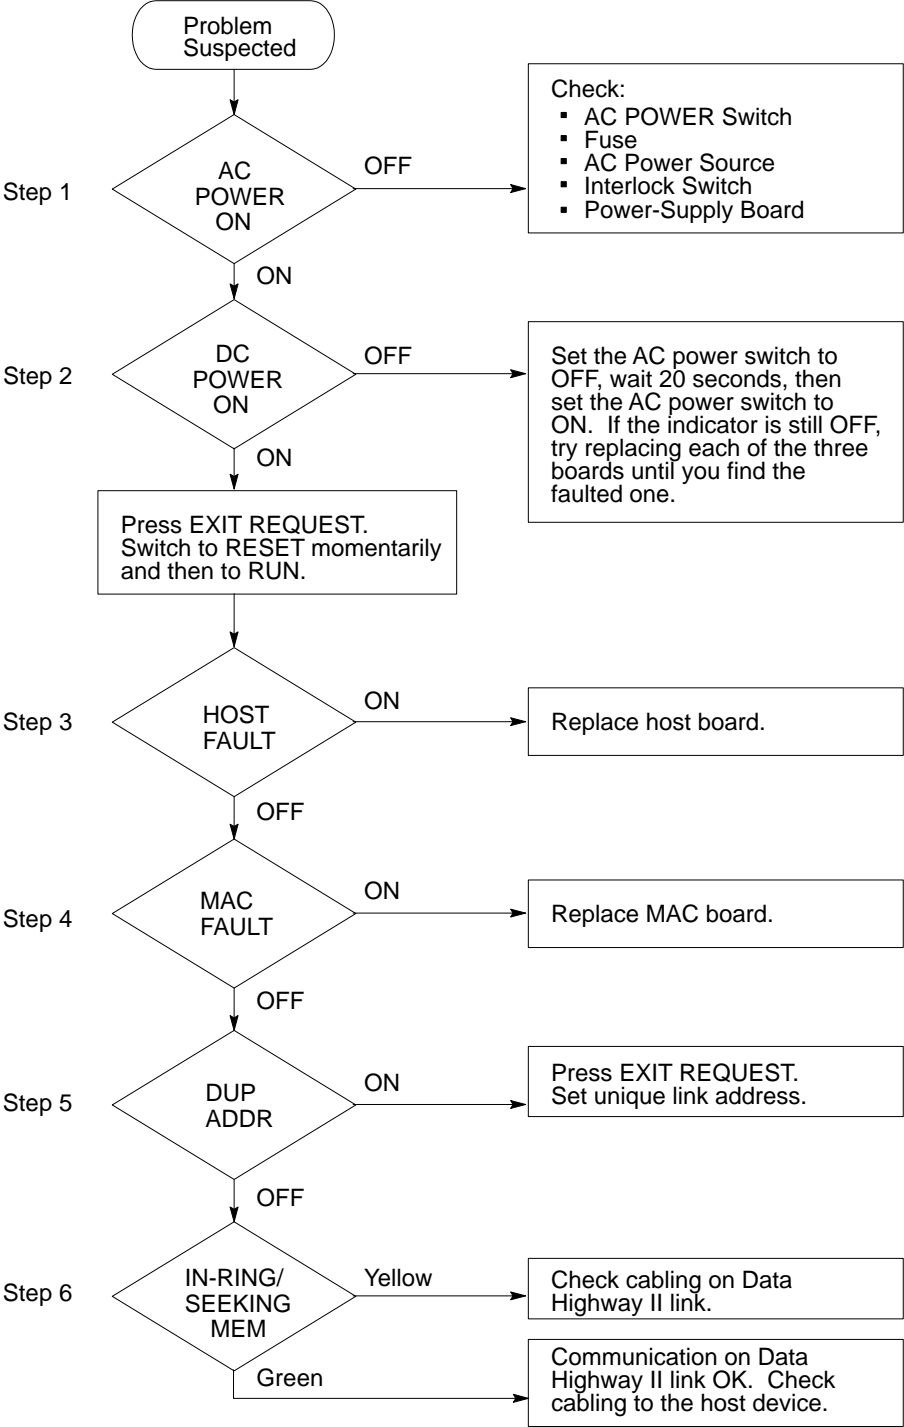 Problem
Suspected
Check:
▪ AC POWER Switch
▪ Fuse
▪ AC Power Source
▪ Interlock Switch
▪ Power-Supply Board
Step 1
AC
POWER
ON
OFF
ON
Step 2
DC
POWER
ON
OFF
Set the AC power switch to
OFF, wait 20 seconds, then
set the AC power switch to
ON.  If the indicator is still OFF,
try replacing each of the three
boards until you find the
faulted one.
ON
Press EXIT REQUEST.
Switch to RESET momentarily
and then to RUN.
Step 3
HOST
FAULT
ON
Replace host board.
OFF
Step 4
MAC
FAULT
ON
Replace MAC board.
OFF
Step 5
DUP
ADDR
ON
Press EXIT REQUEST.
Set unique link address.
OFF
Step 6
IN-RING/
SEEKING
MEM
Yellow
Check cabling on Data
Highway II link.
Green
Communication on Data
Highway II link OK.  Check
cabling to the host device.